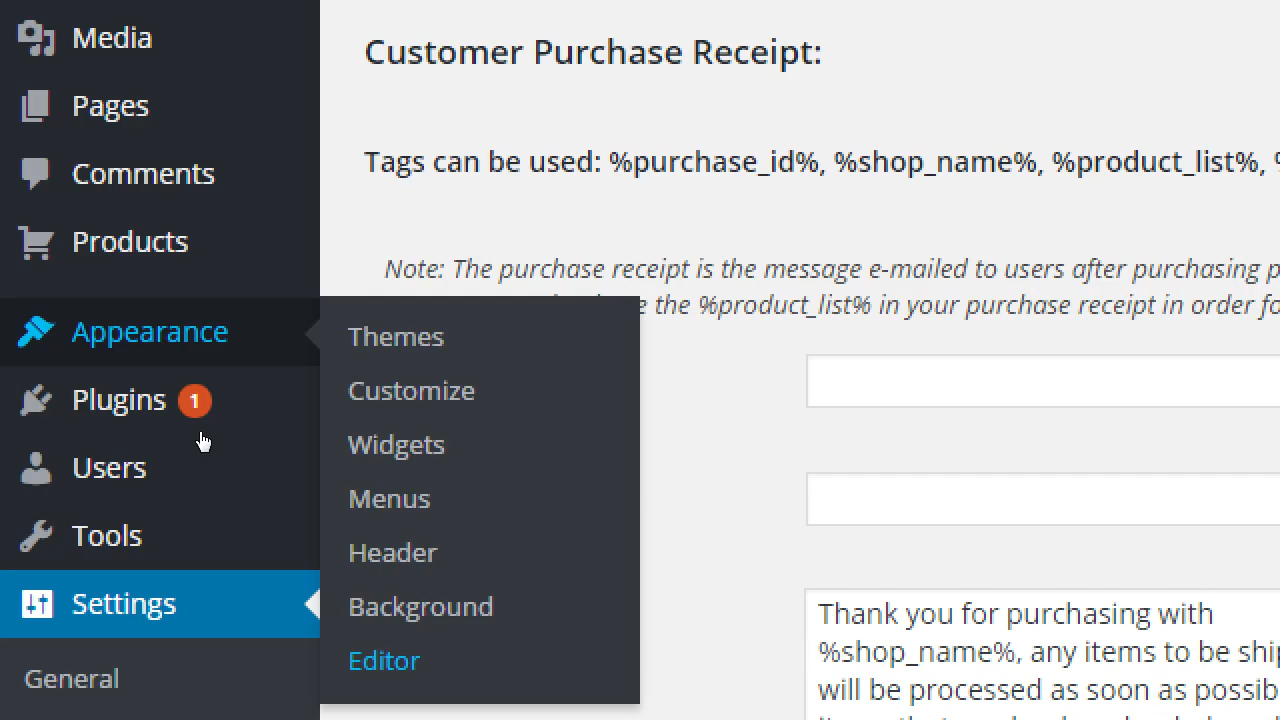 Media
Pages
Comments
Products
Appearance
Plugins 1
Users
Tools
Settings
General
Themes
Customize
Widgets
Menus
Header
Background
Editor
Customer Purchase Receipt:
Tags can be used: %purchase_id%, %shop_name%, %product_list%,
Note: The purchase receipt is the message e-mailed to users after purchasing
the %product_list% in your purchase receipt in order
Thank you for purchasing with
%shop_name%, any items to be
will be processed as soon as